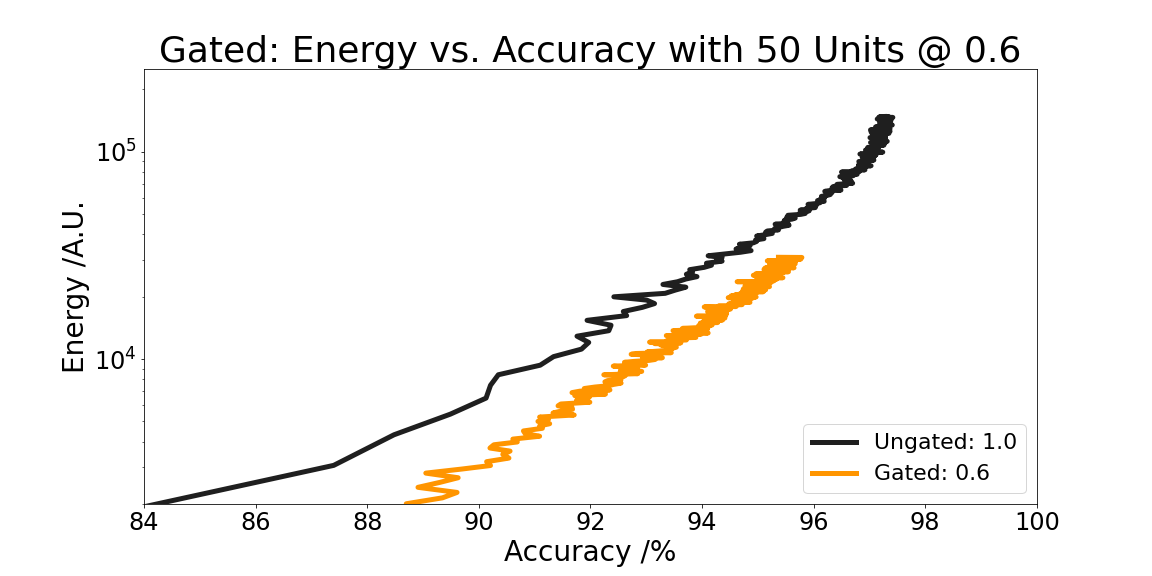 Gated: Energy vs. Accuracy with 50 Units @ 0.6
Energy /A.U.
10^5
10^4
Ungated: 1.0
Gated: 0.6
84 86 88 90 92 94 96 98 100
Accuracy /%